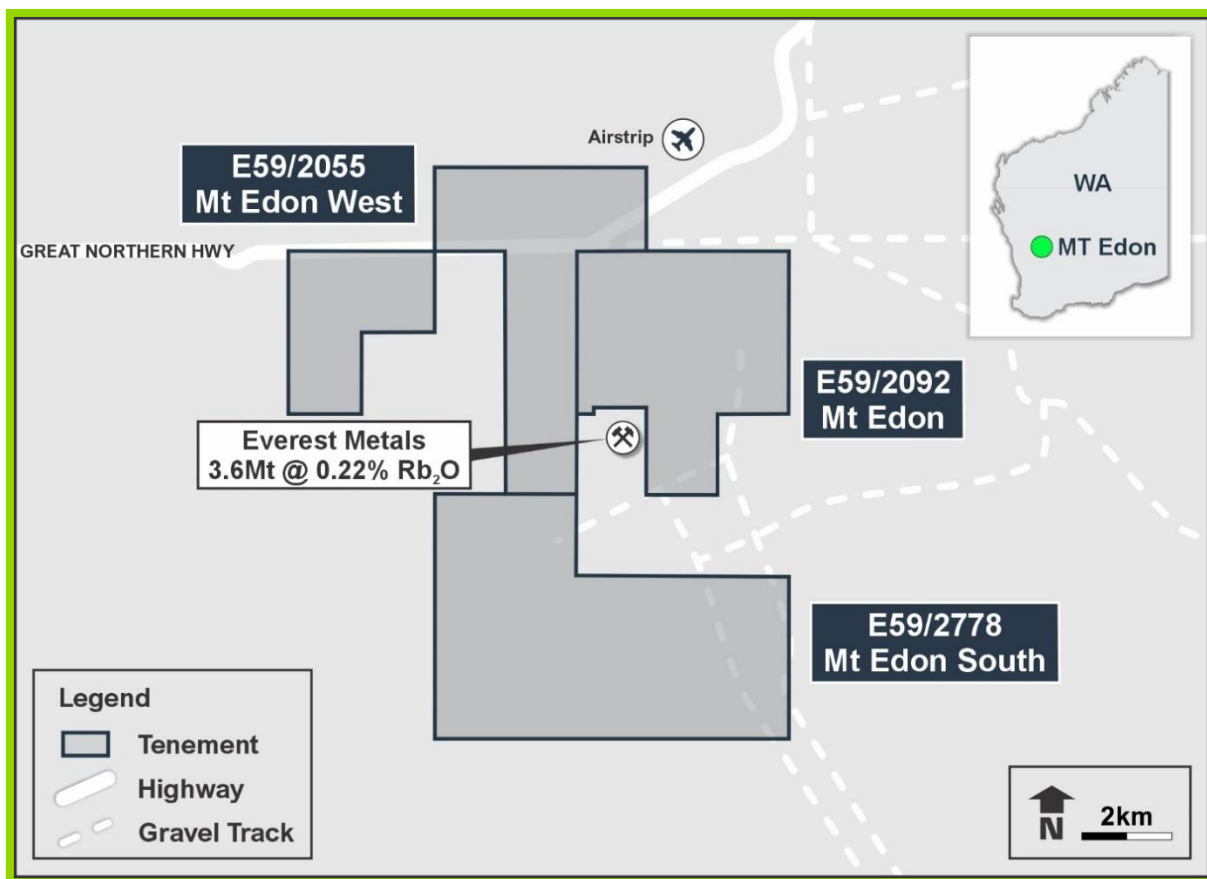 Airstrip
E59/2055
Mt Edon West
WA
MT Edon
GREAT NORTHERN HWY
E59/2092
Mt Edon
Everest Metals
3.6Mt @ 0.22% Rb₂O
E59/2778
Mt Edon South
Legend
Tenement
Highway
Gravel Track
N
2km